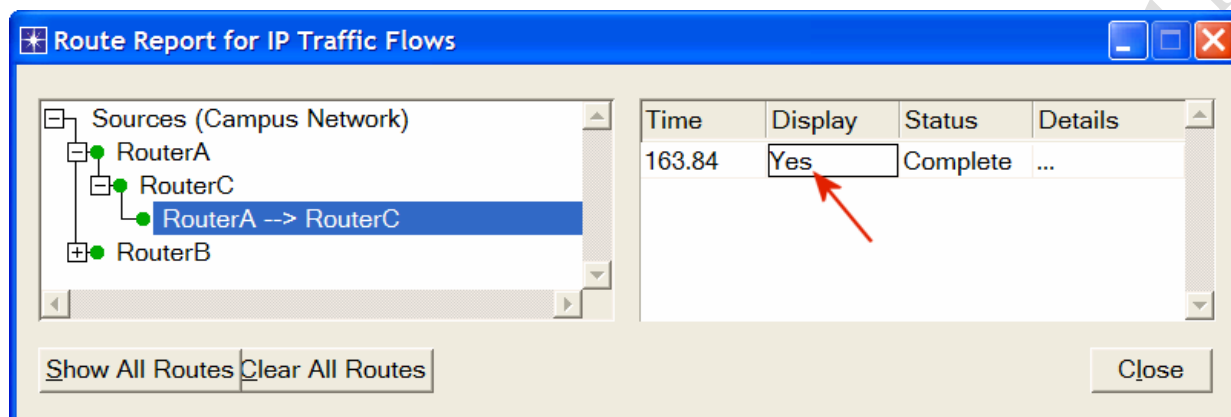 Route Report for IP Traffic Flows
Sources (Campus Network)
RouterA
RouterC
RouterA --> RouterC
RouterB
Time Display Status Details
163.84 Yes Complete ...
Show All Routes Clear All Routes Close